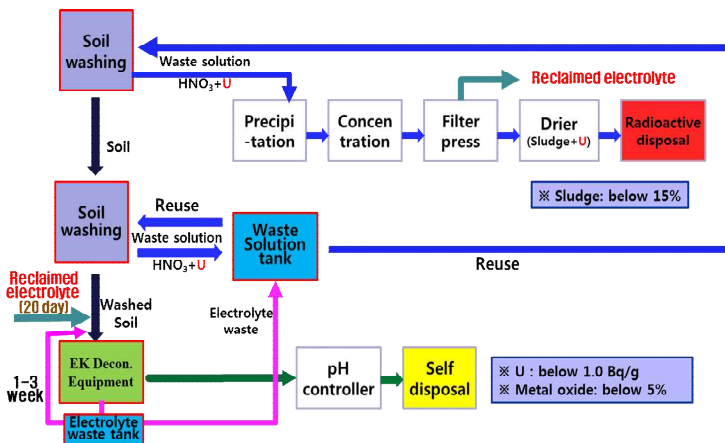 Soil
washing
Waste solution
HNO₃+U
Reclaimed electrolyte
Precipi
-tation
Concen
tration
Filter
press
Drier
(Sludge+U)
Radioactive
disposal
Soil
※ Sludge: below 15%
Soil
washing
Reuse
Waste solution
HNO₃+U
Waste
Solution
tank
Reuse
Reclaimed
electrolyte
(20 day)
Washed
Soil
Electrolyte
waste
1-3
week
EK Decon.
Equipment
pH
controller
Self
disposal
※ U : below 1.0 Bq/g
※ Metal oxide: below 5%
Electrolyte
waste tank